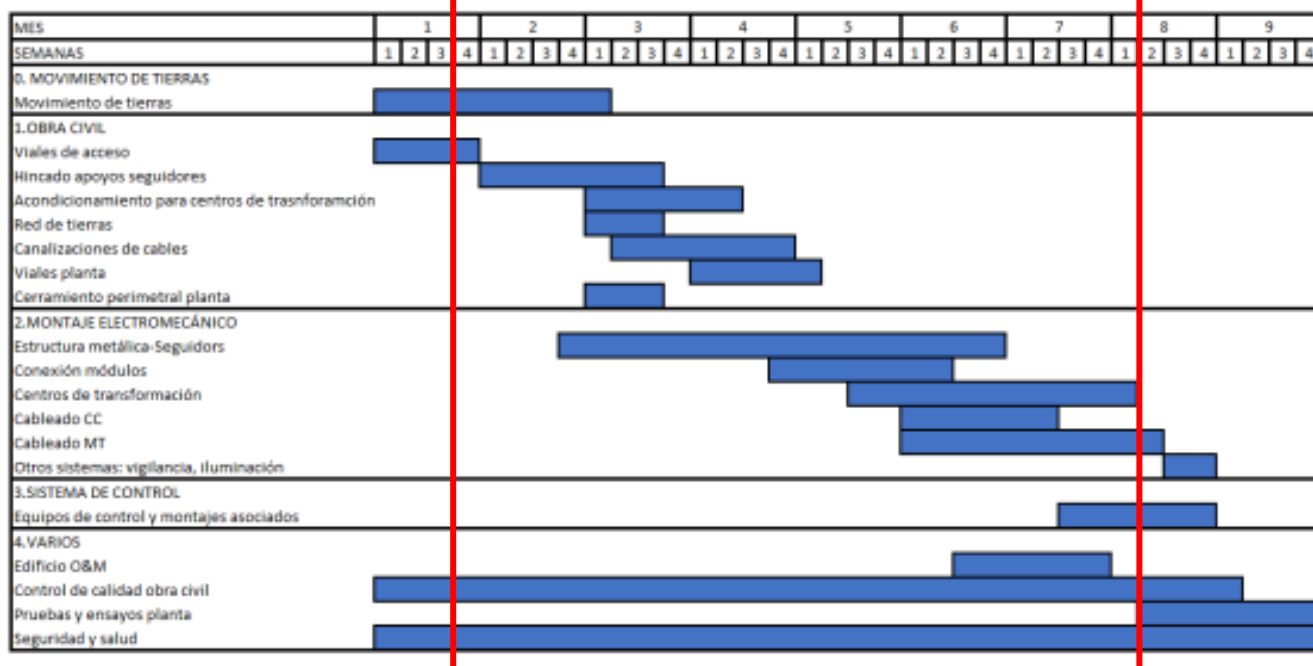 MES 1 2 3 4 5 6 7 8 9
SEMANAS 1 2 3 4 1 2 3 4 1 2 3 4 1 2 3 4 1 2 3 4 1 2 3 4 1 2 3 4 1 2 3 4 1 2 3 4
0. MOVIMIENTO DE TIERRAS
Movimiento de tierras
1.OBRA CIVIL
Viales de acceso
Hincado apoyos seguidores
Acondicionamiento para centros de trasnforamción
Red de tierras
Canalizaciones de cables
Viales planta
Cerramiento perimetral planta
2.MONTAJE ELECTROMECÁNICO
Estructura metálica-Seguidors
Conexión módulos
Centros de transformación
Cableado CC
Cableado MT
Otros sistemas: vigilancia, iluminación
3.SISTEMA DE CONTROL
Equipos de control y montajes asociados
4.VARIOS
Edificio O&M
Control de calidad obra civil
Pruebas y ensayos planta
Seguridad y salud